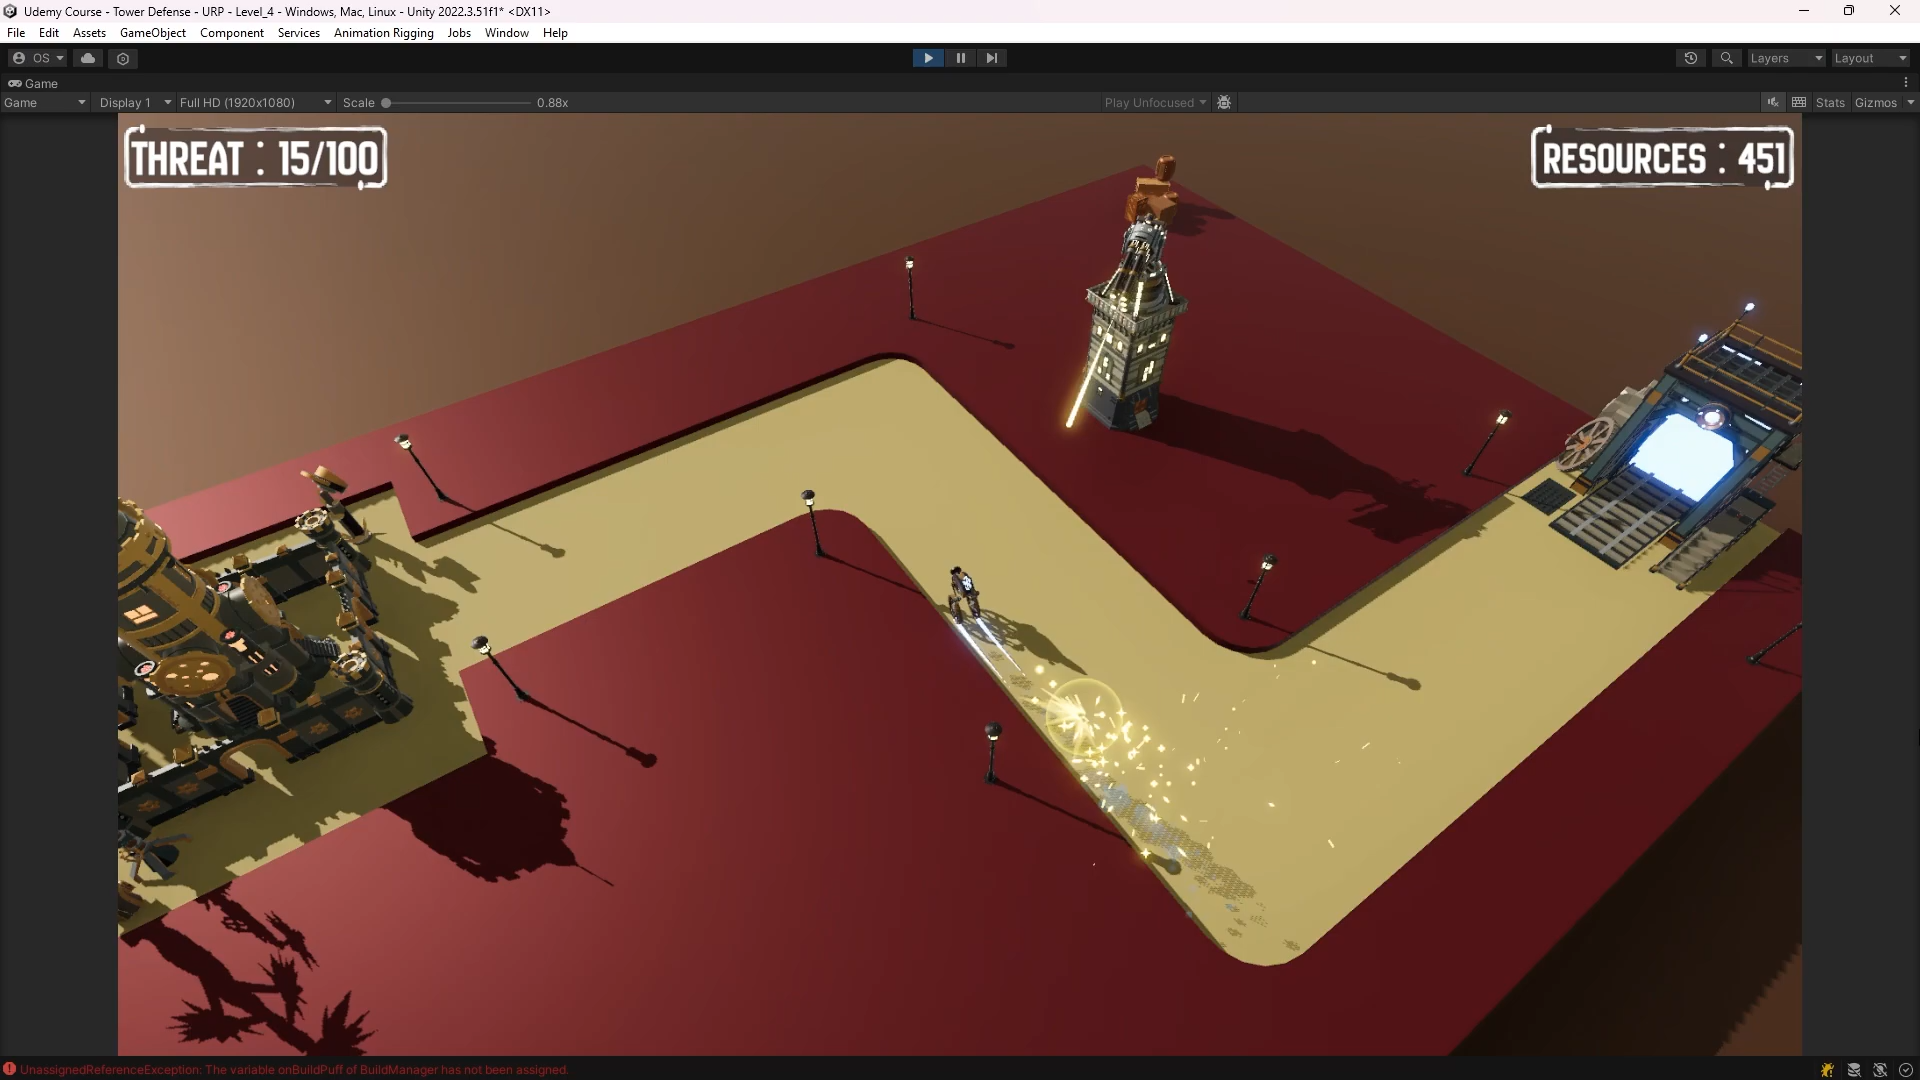 Udemy Course - Tower Defense - URP - Level_4 - Windows, Mac, Linux - Unity 2022.3.51f1* <DX11>
File Edit Assets GameObject Component Services Animation Rigging Jobs Window Help
OS Layers Layout
Game
Game Display 1 Full HD (1920x1080) Scale 0.88x Play Unfocused Stats Gizmos
THREAT : 15/100 RESOURCES : 451
UnassignedReferenceException: The variable onBuildPuff of BuildManager has not been assigned.